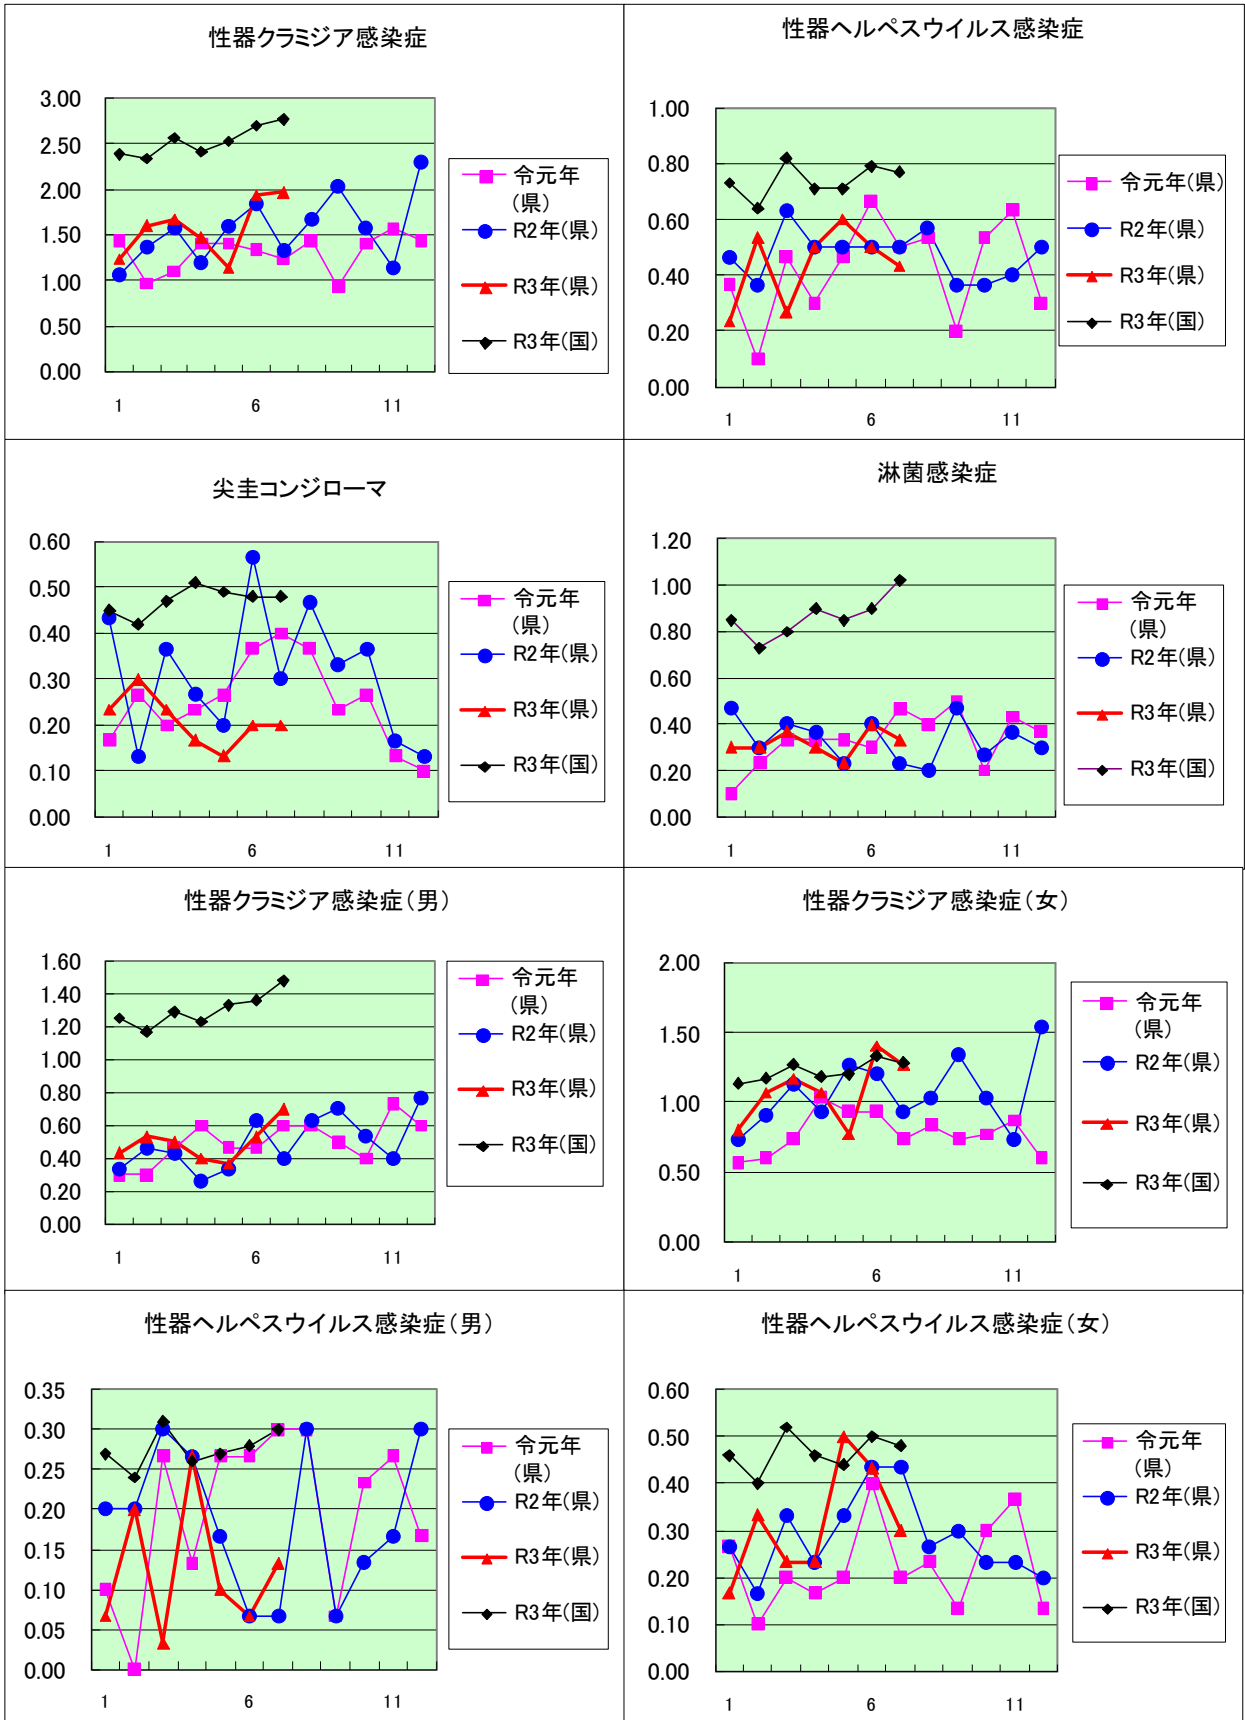 性器クラミジア感染症
3.00
2.50
2.00
1.50
1.00
0.50
0.00
1 6 11
令元年
(県)
R2年(県)
R3年(県)
R3年(国)
性器ヘルペスウイルス感染症
1.00
0.80
0.60
0.40
0.20
0.00
1 6 11
令元年(県)
R2年(県)
R3年(県)
R3年(国)
尖圭コンジローマ
0.60
0.50
0.40
0.30
0.20
0.10
0.00
1 6 11
令元年
(県)
R2年(県)
R3年(県)
R3年(国)
淋菌感染症
1.20
1.00
0.80
0.60
0.40
0.20
0.00
1 6 11
令元年
(県)
R2年(県)
R3年(県)
R3年(国)
性器クラミジア感染症(男)
1.60
1.40
1.20
1.00
0.80
0.60
0.40
0.20
0.00
1 6 11
令元年
(県)
R2年(県)
R3年(県)
R3年(国)
性器クラミジア感染症(女)
2.00
1.50
1.00
0.50
0.00
1 6 11
令元年
(県)
R2年(県)
R3年(県)
R3年(国)
性器ヘルペスウイルス感染症(男)
0.35
0.30
0.25
0.20
0.15
0.10
0.05
0.00
1 6 11
令元年
(県)
R2年(県)
R3年(県)
R3年(国)
性器ヘルペスウイルス感染症(女)
0.60
0.50
0.40
0.30
0.20
0.10
0.00
1 6 11
令元年
(県)
R2年(県)
R3年(県)
R3年(国)